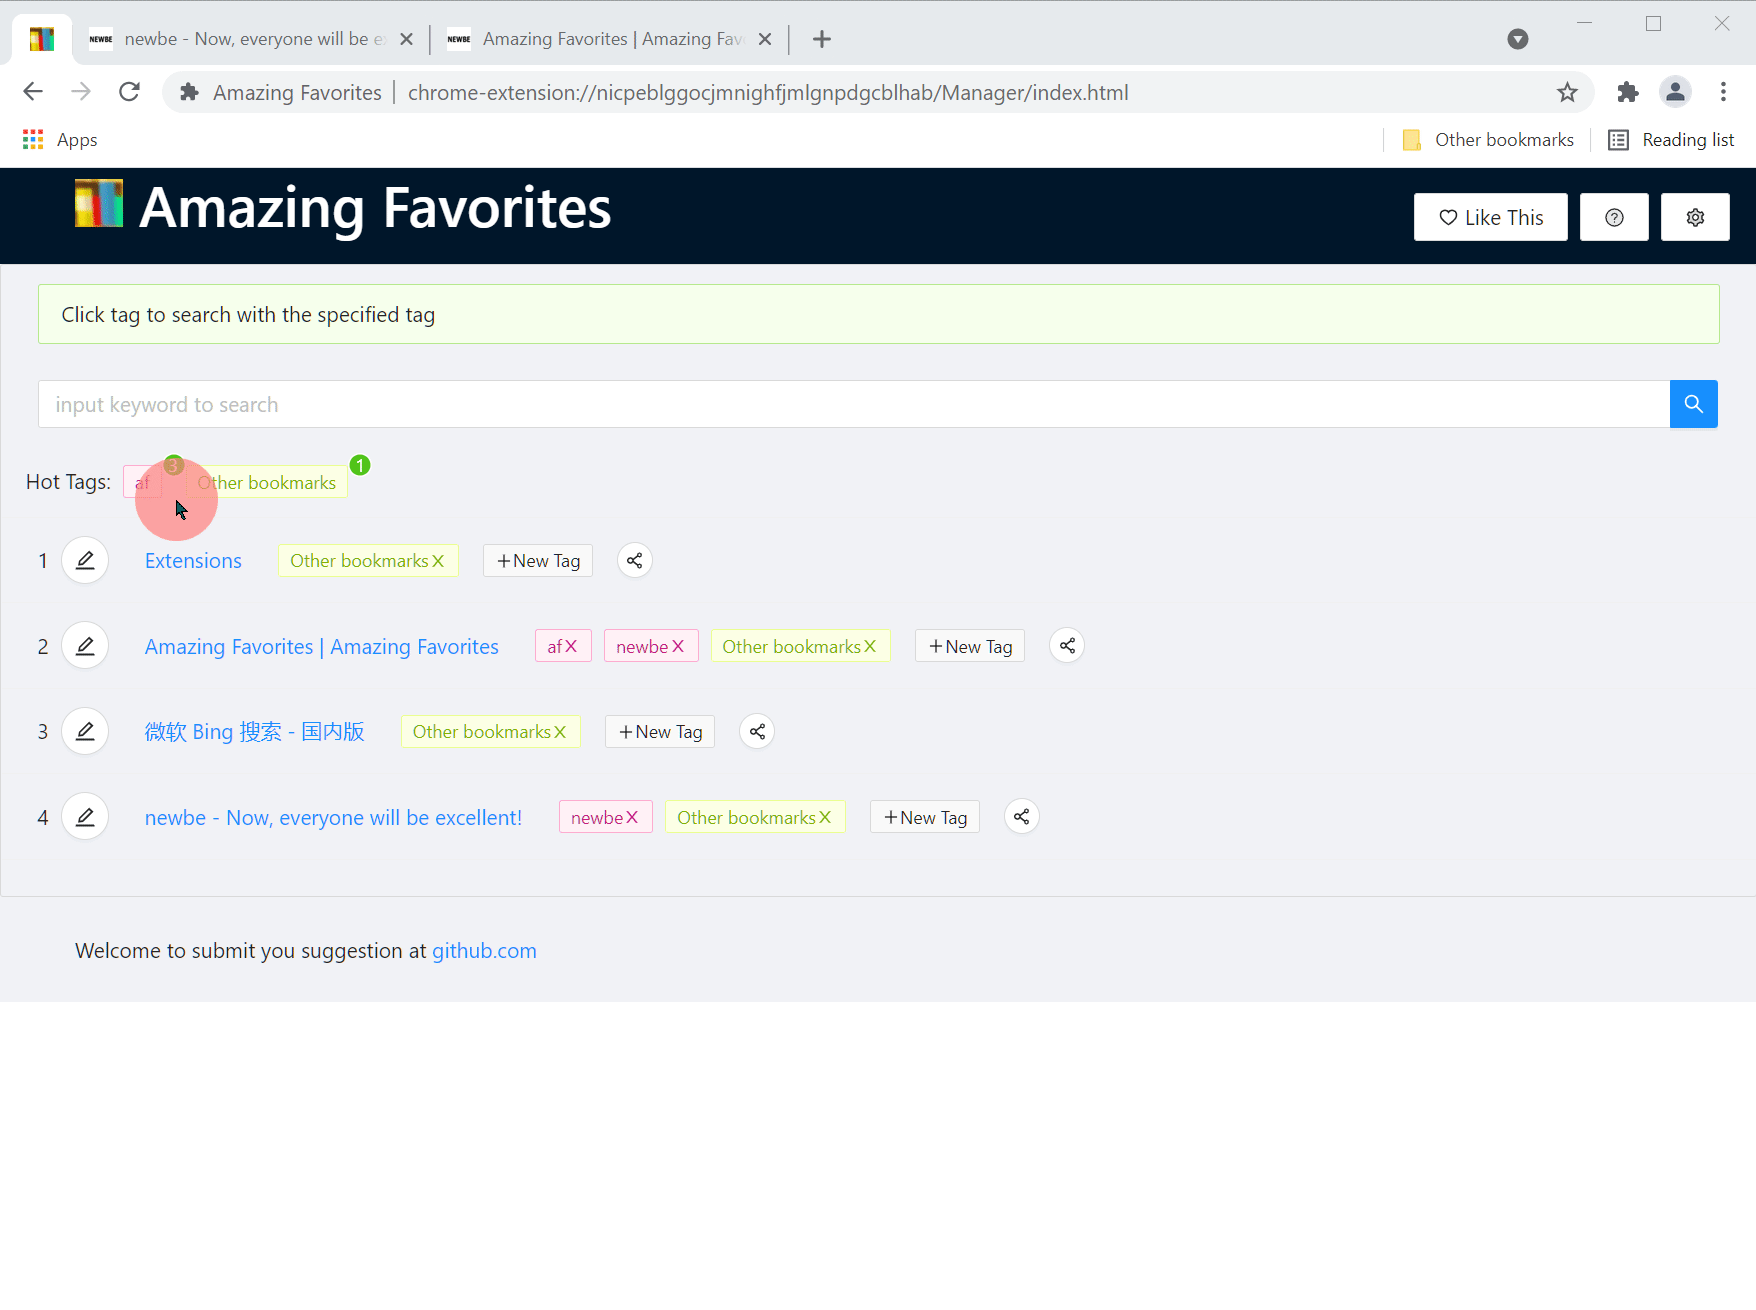 newbe - Now, everyone will be e
Amazing Favorites | Amazing Fav
Amazing Favorites | chrome-extension://nicpeblggocjmnighfjmlgnpdgcblhab/Manager/index.html
Apps
Other bookmarks
Reading list
Amazing Favorites
Like This
Click tag to search with the specified tag
input keyword to search
Hot Tags: af 3 Other bookmarks 1
1 Extensions Other bookmarks X +New Tag
2 Amazing Favorites | Amazing Favorites af X newbe X Other bookmarks X +New Tag
3 微软 Bing 搜索 - 国内版 Other bookmarks X +New Tag
4 newbe - Now, everyone will be excellent! newbe X Other bookmarks X +New Tag
Welcome to submit you suggestion at github.com